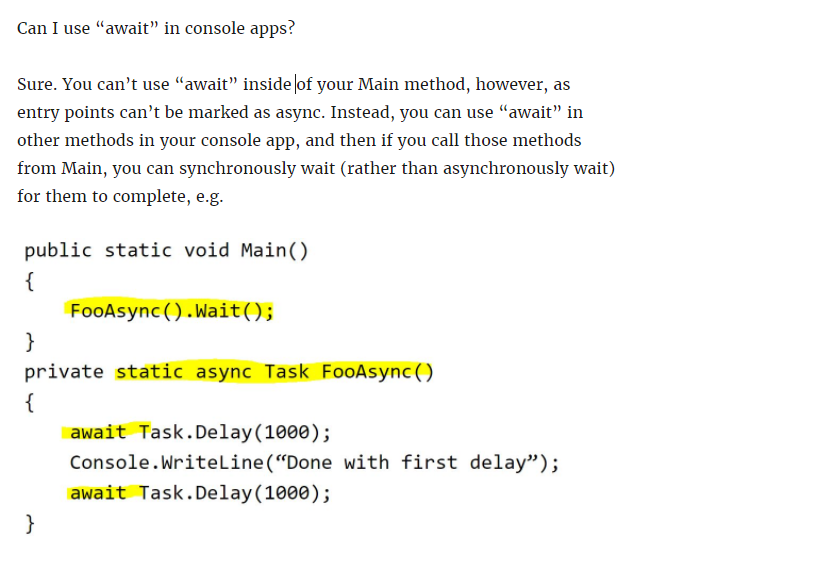 Can I use “await” in console apps?
Sure. You can’t use “await” inside of your Main method, however, as
entry points can’t be marked as async. Instead, you can use “await” in
other methods in your console app, and then if you call those methods
from Main, you can synchronously wait (rather than asynchronously wait)
for them to complete, e.g.
public static void Main()
{
    FooAsync().Wait();
}
private static async Task FooAsync()
{
    await Task.Delay(1000);
    Console.WriteLine(“Done with first delay”);
    await Task.Delay(1000);
}